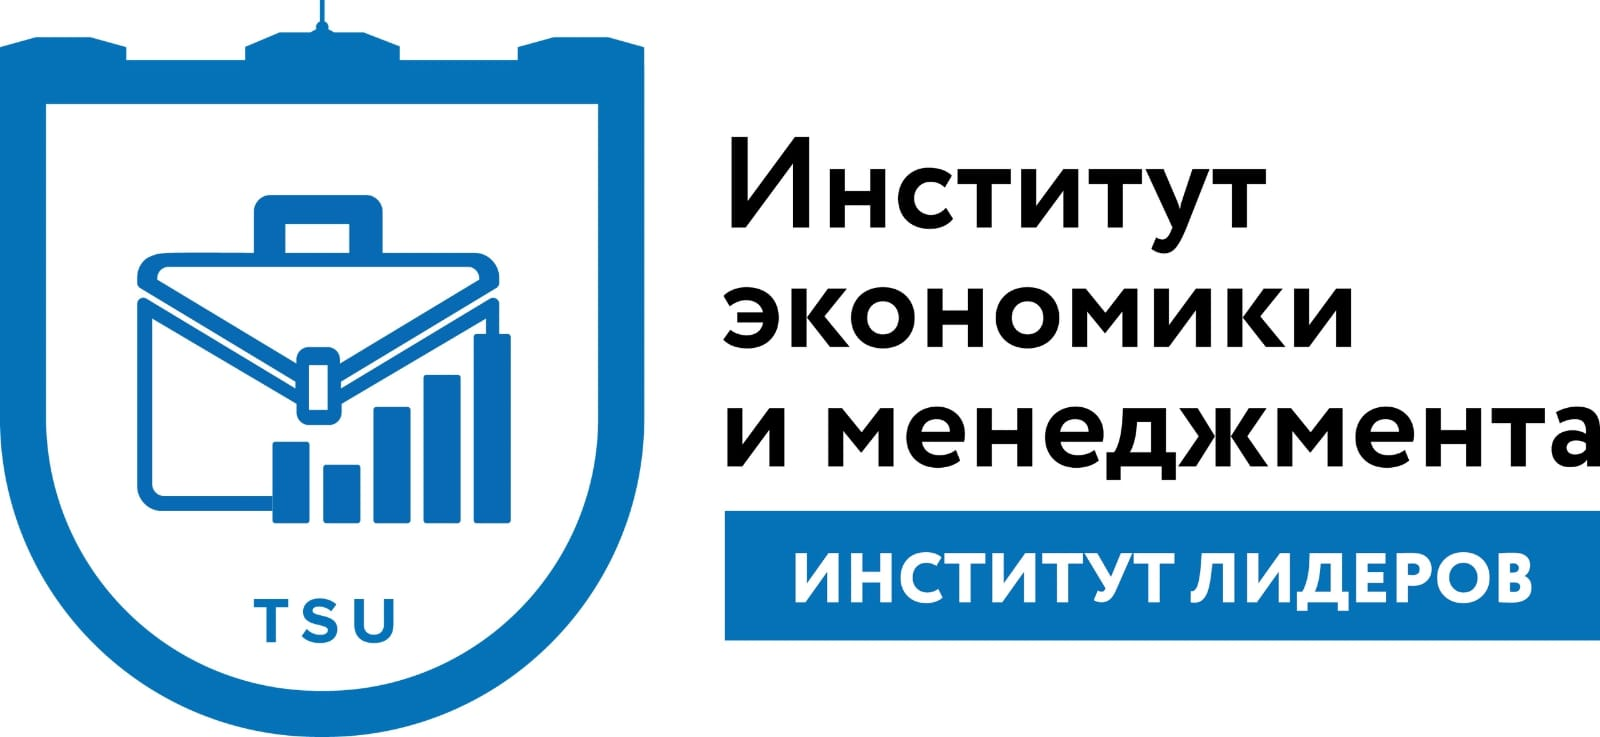 TSU
Институт
экономики
и менеджмента
ИНСТИТУТ ЛИДЕРОВ